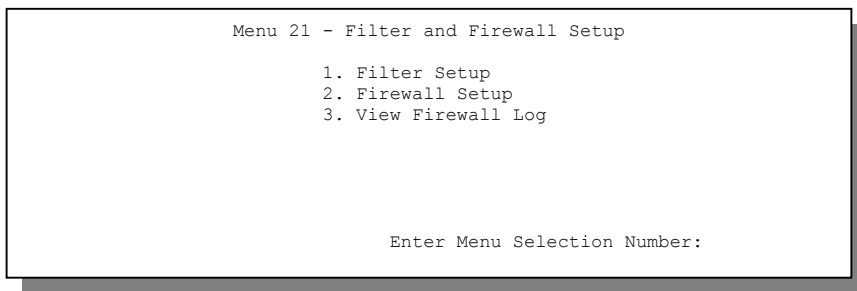 Menu 21 - Filter and Firewall Setup
1. Filter Setup
2. Firewall Setup
3. View Firewall Log
Enter Menu Selection Number: